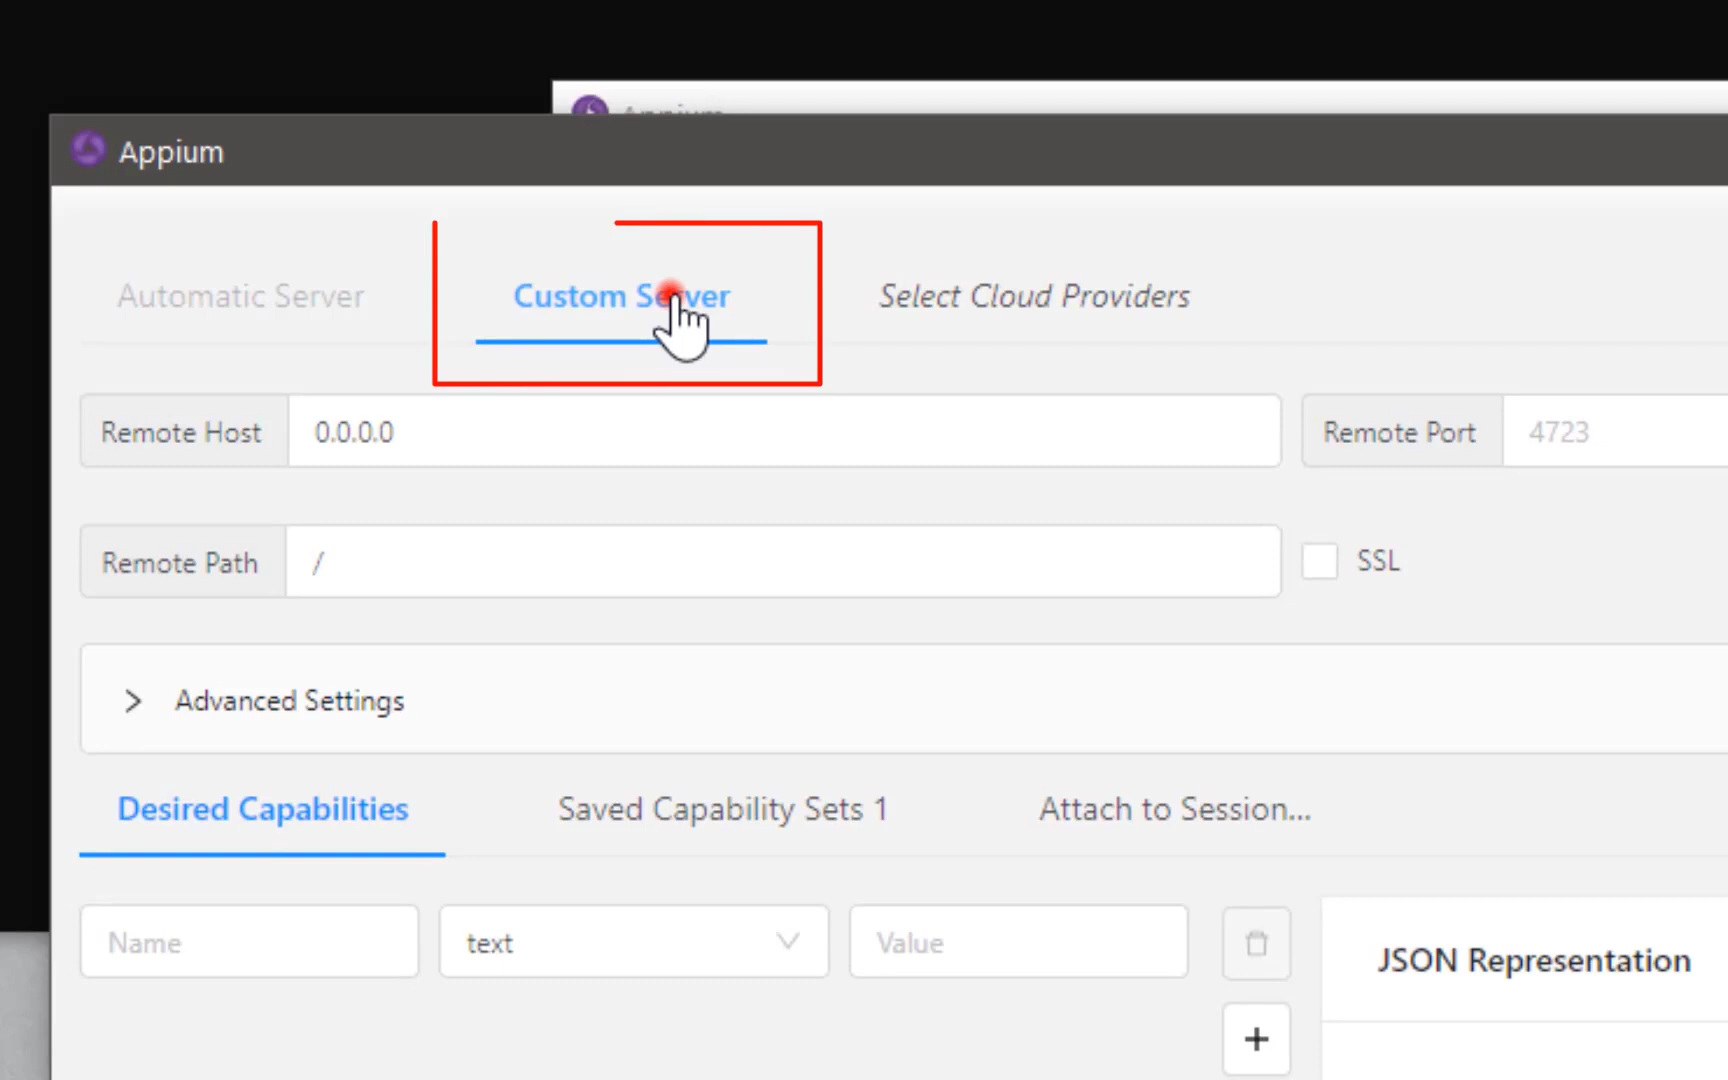 Appium
Appium
Automatic Server Custom Server Select Cloud Providers
Remote Host 0.0.0.0 Remote Port 4723
Remote Path / SSL
Advanced Settings
Desired Capabilities Saved Capability Sets 1 Attach to Session...
Name text Value
JSON Representation